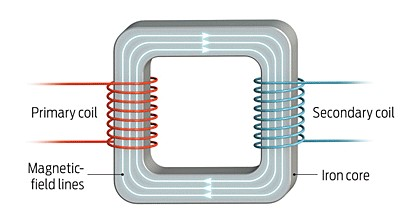 Primary coil
Secondary coil
Magnetic-
field lines
Iron core